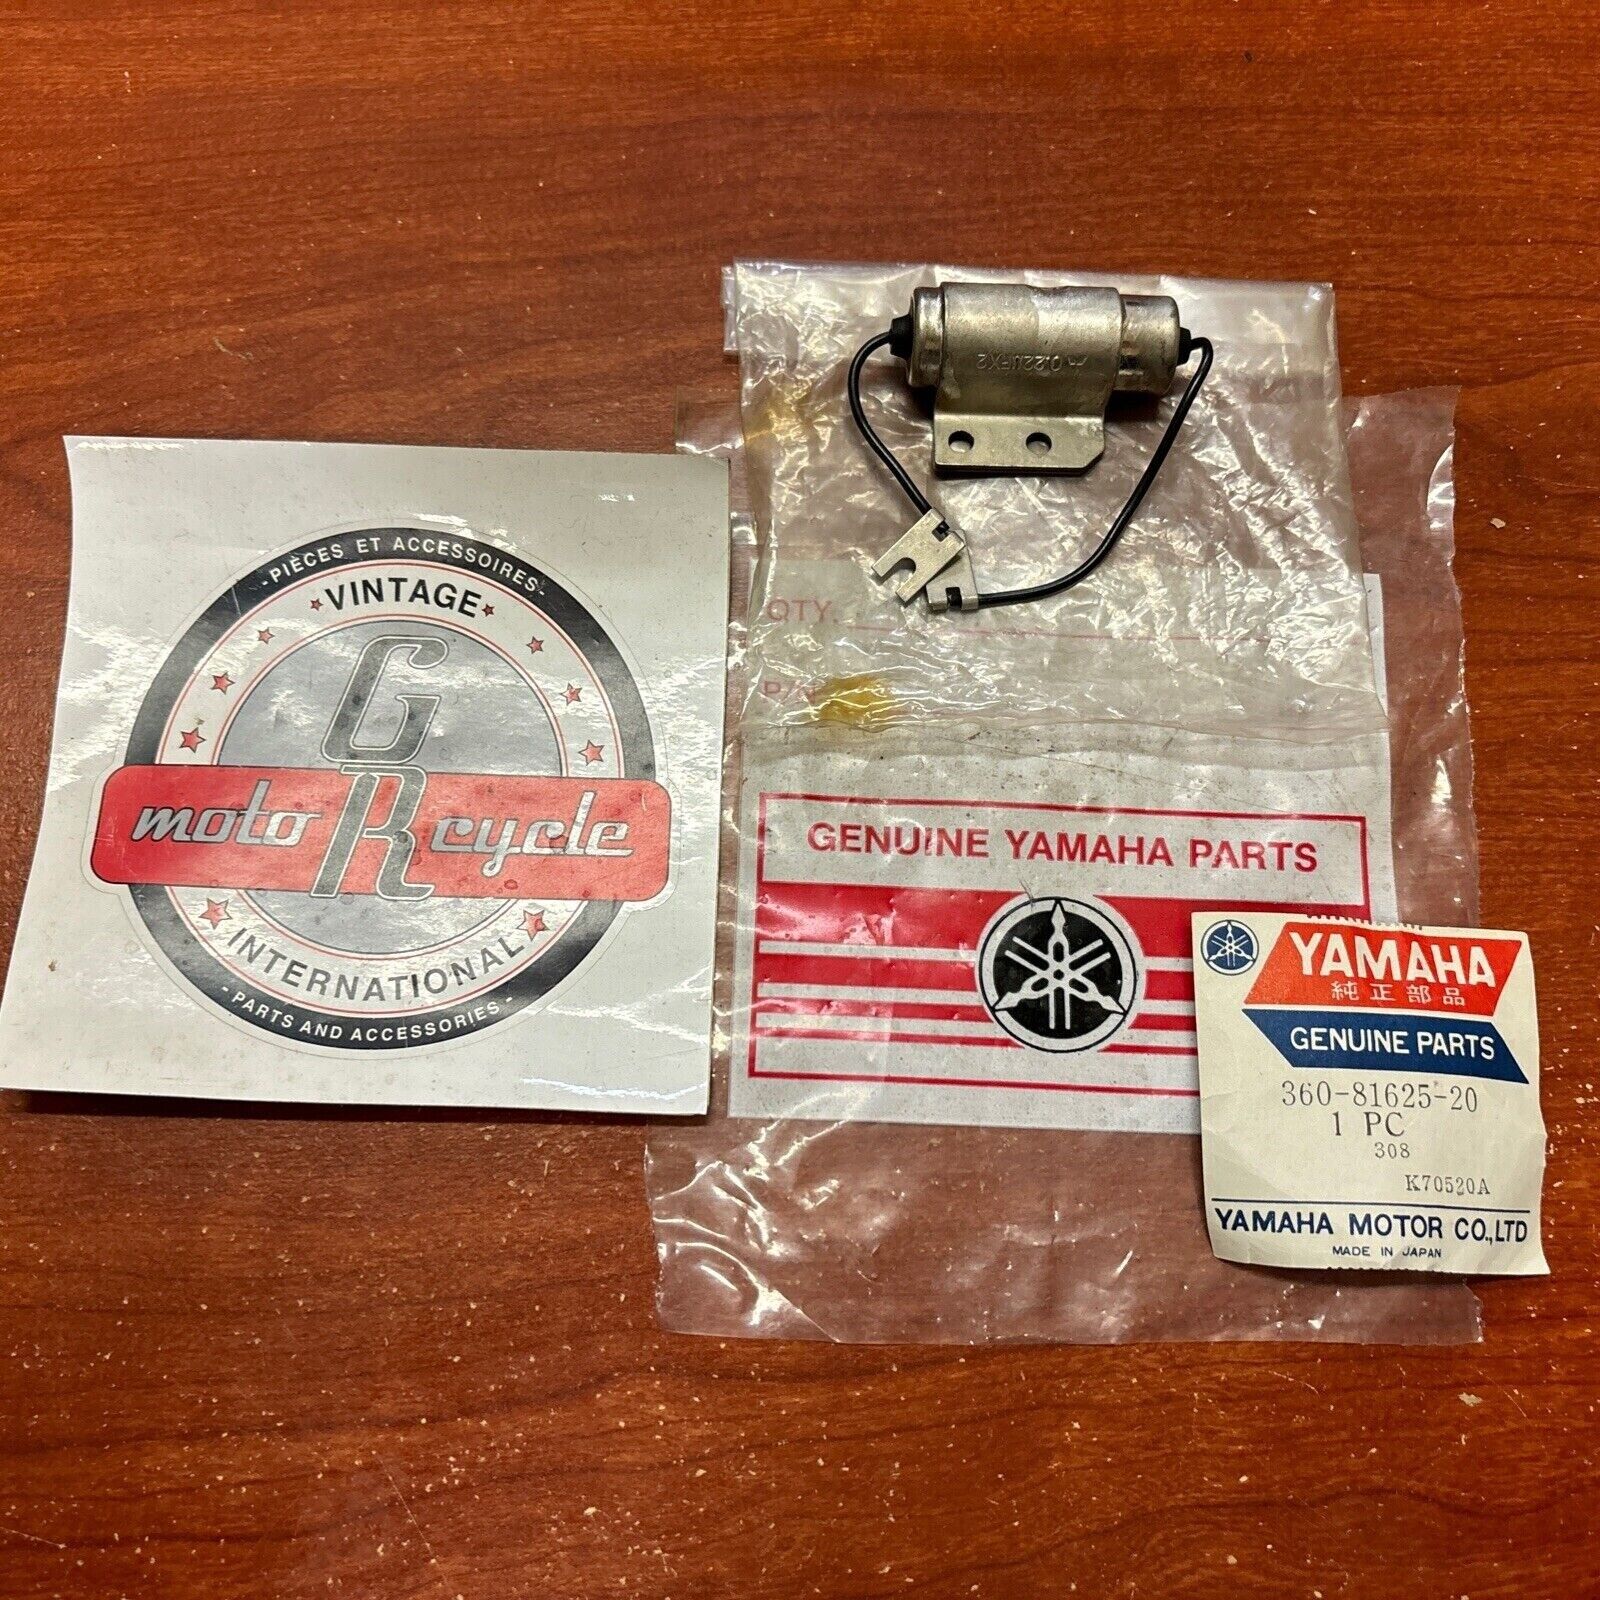 - PIÈCES ET ACCESSOIRES -
VINTAGE
G
moto R cycle
INTERNATIONAL
- PARTS AND ACCESSORIES -
0.22µFX2
QTY.
P/N
GENUINE YAMAHA PARTS
YAMAHA
純正部品
GENUINE PARTS
360-81625-20
1 PC
308
K70520A
YAMAHA MOTOR CO.,LTD
MADE IN JAPAN